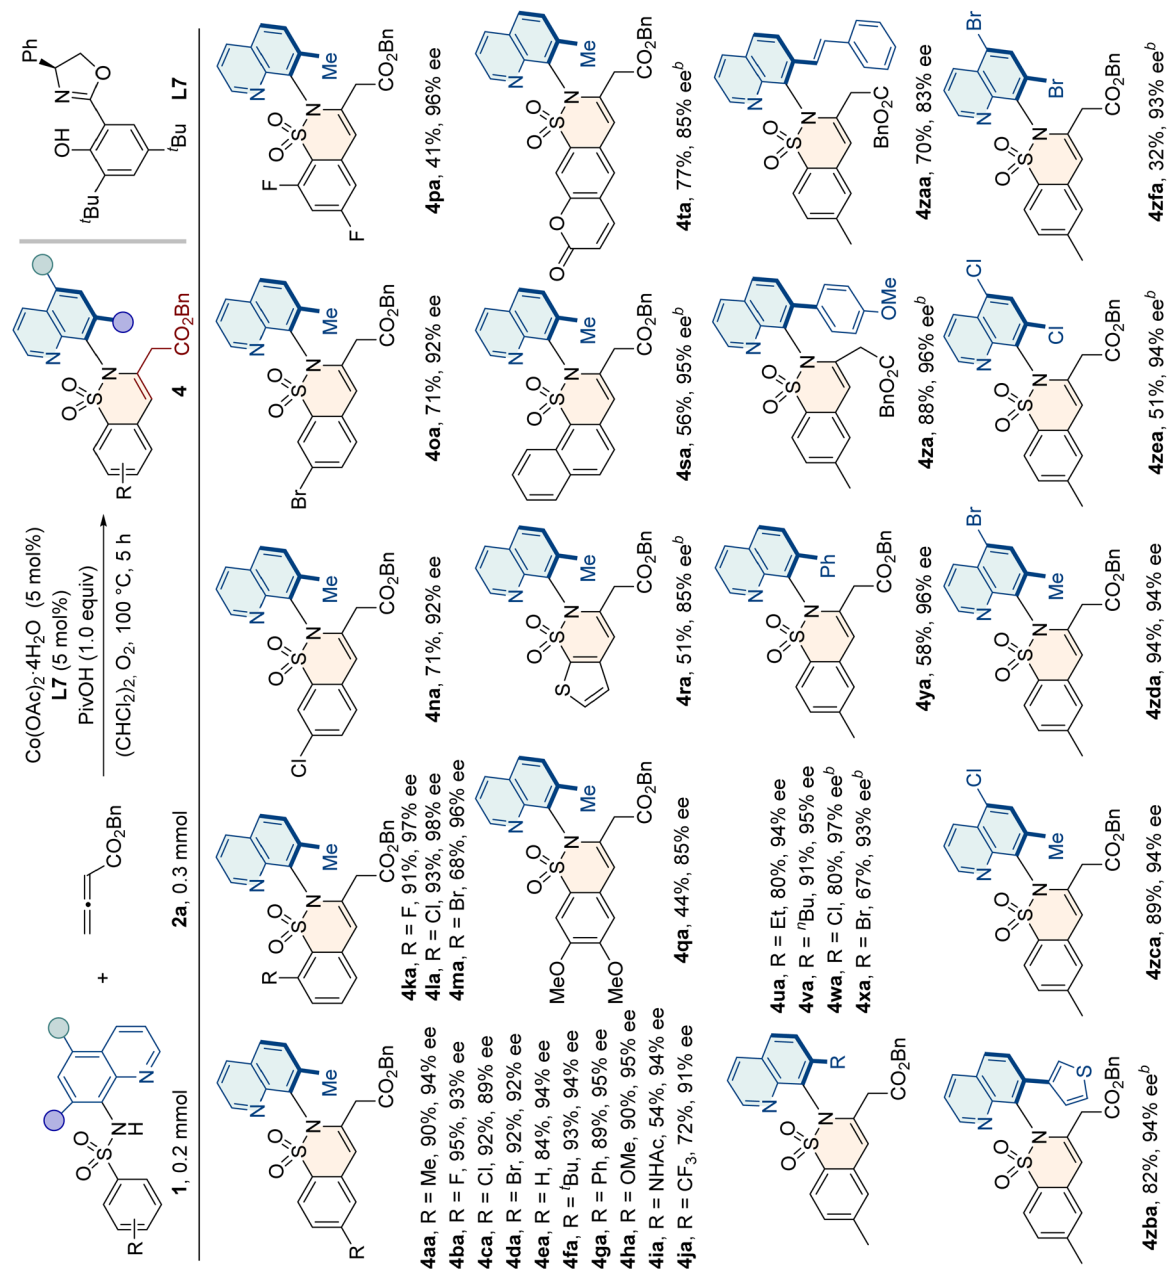 1, 0.2 mmol
+
2a, 0.3 mmol
CO₂Bn
Co(OAc)₂·4H₂O (5 mol%)
L7 (5 mol%)
PivOH (1.0 equiv)
(CHCl₂)₂, O₂, 100 °C, 5 h
4
CO₂Bn
L7
Ph
OH
ᵗBu
ᵗBu
4aa, R = Me, 90%, 94% ee
4ba, R = F, 95%, 93% ee
4ca, R = Cl, 92%, 89% ee
4da, R = Br, 92%, 92% ee
4ea, R = H, 84%, 94% ee
4fa, R = ᵗBu, 93%, 94% ee
4ga, R = Ph, 89%, 95% ee
4ha, R = OMe, 90%, 95% ee
4ia, R = NHAc, 54%, 94% ee
4ja, R = CF₃, 72%, 91% ee
4ka, R = F, 91%, 97% ee
4la, R = Cl, 93%, 98% ee
4ma, R = Br, 68%, 96% ee
4na, 71%, 92% ee
4oa, 71%, 92% ee
4pa, 41%, 96% ee
4qa, 44%, 85% ee
4ra, 51%, 85% eeᵇ
4sa, 56%, 95% eeᵇ
4ta, 77%, 85% eeᵇ
4ua, R = Et, 80%, 94% ee
4va, R = ⁿBu, 91%, 95% ee
4wa, R = Cl, 80%, 97% eeᵇ
4xa, R = Br, 67%, 93% eeᵇ
4ya, 58%, 96% ee
4za, 88%, 96% eeᵇ
4zaa, 70%, 83% ee
4zba, 82%, 94% eeᵇ
4zca, 89%, 94% ee
4zda, 94%, 94% ee
4zea, 51%, 94% eeᵇ
4zfa, 32%, 93% eeᵇ